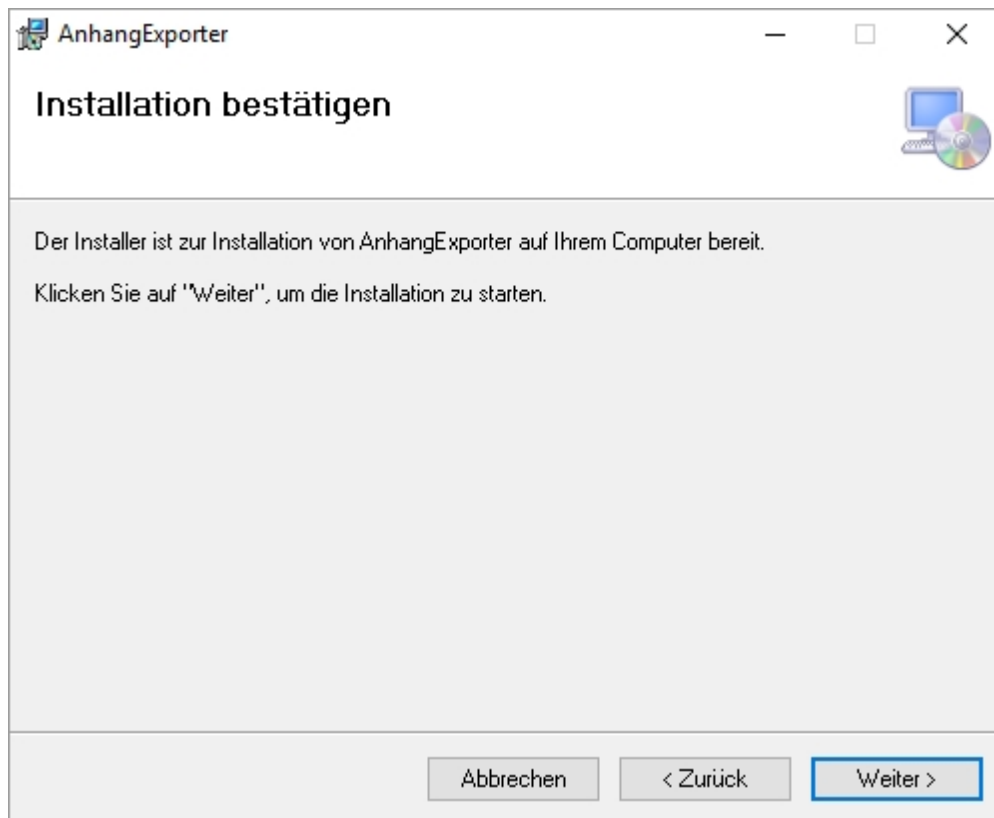 AnhangExporter
Installation bestätigen
Der Installer ist zur Installation von AnhangExporter auf Ihrem Computer bereit.
Klicken Sie auf "Weiter", um die Installation zu starten.
Abbrechen
< Zurück
Weiter >